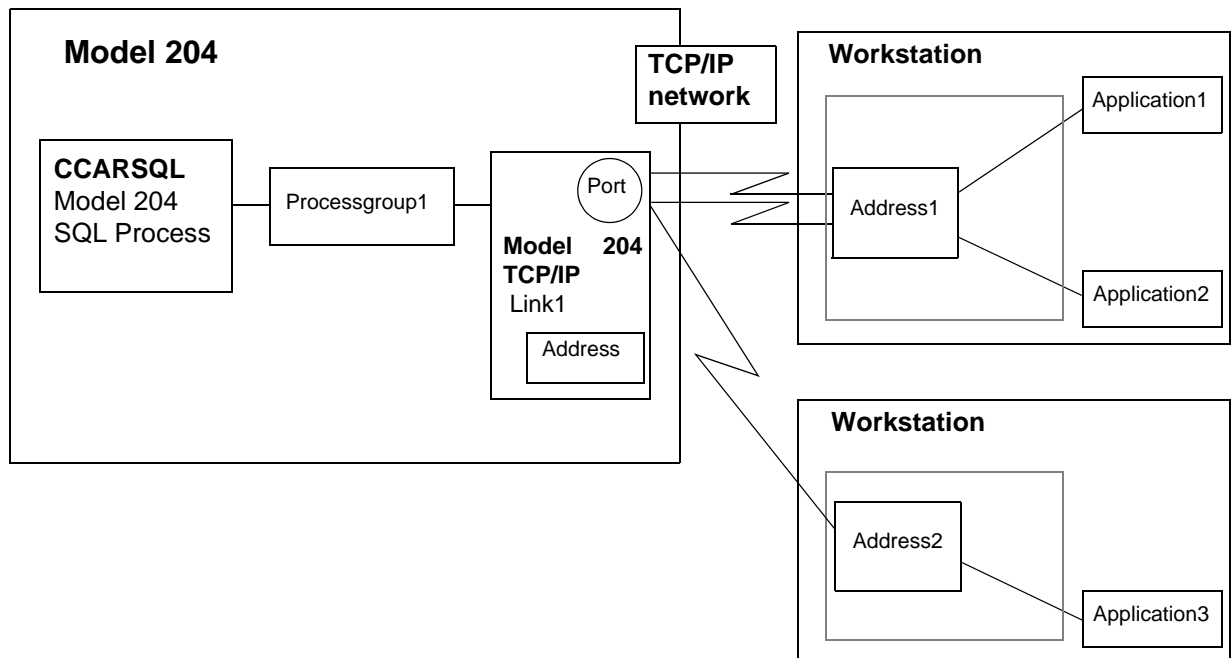 Model 204
TCP/IP
network
CCARSQL
Model 204
SQL Process
Processgroup1
Port
Model 204
TCP/IP
Link1
Address
Workstation
Application1
Address1
Application2
Workstation
Address2
Application3